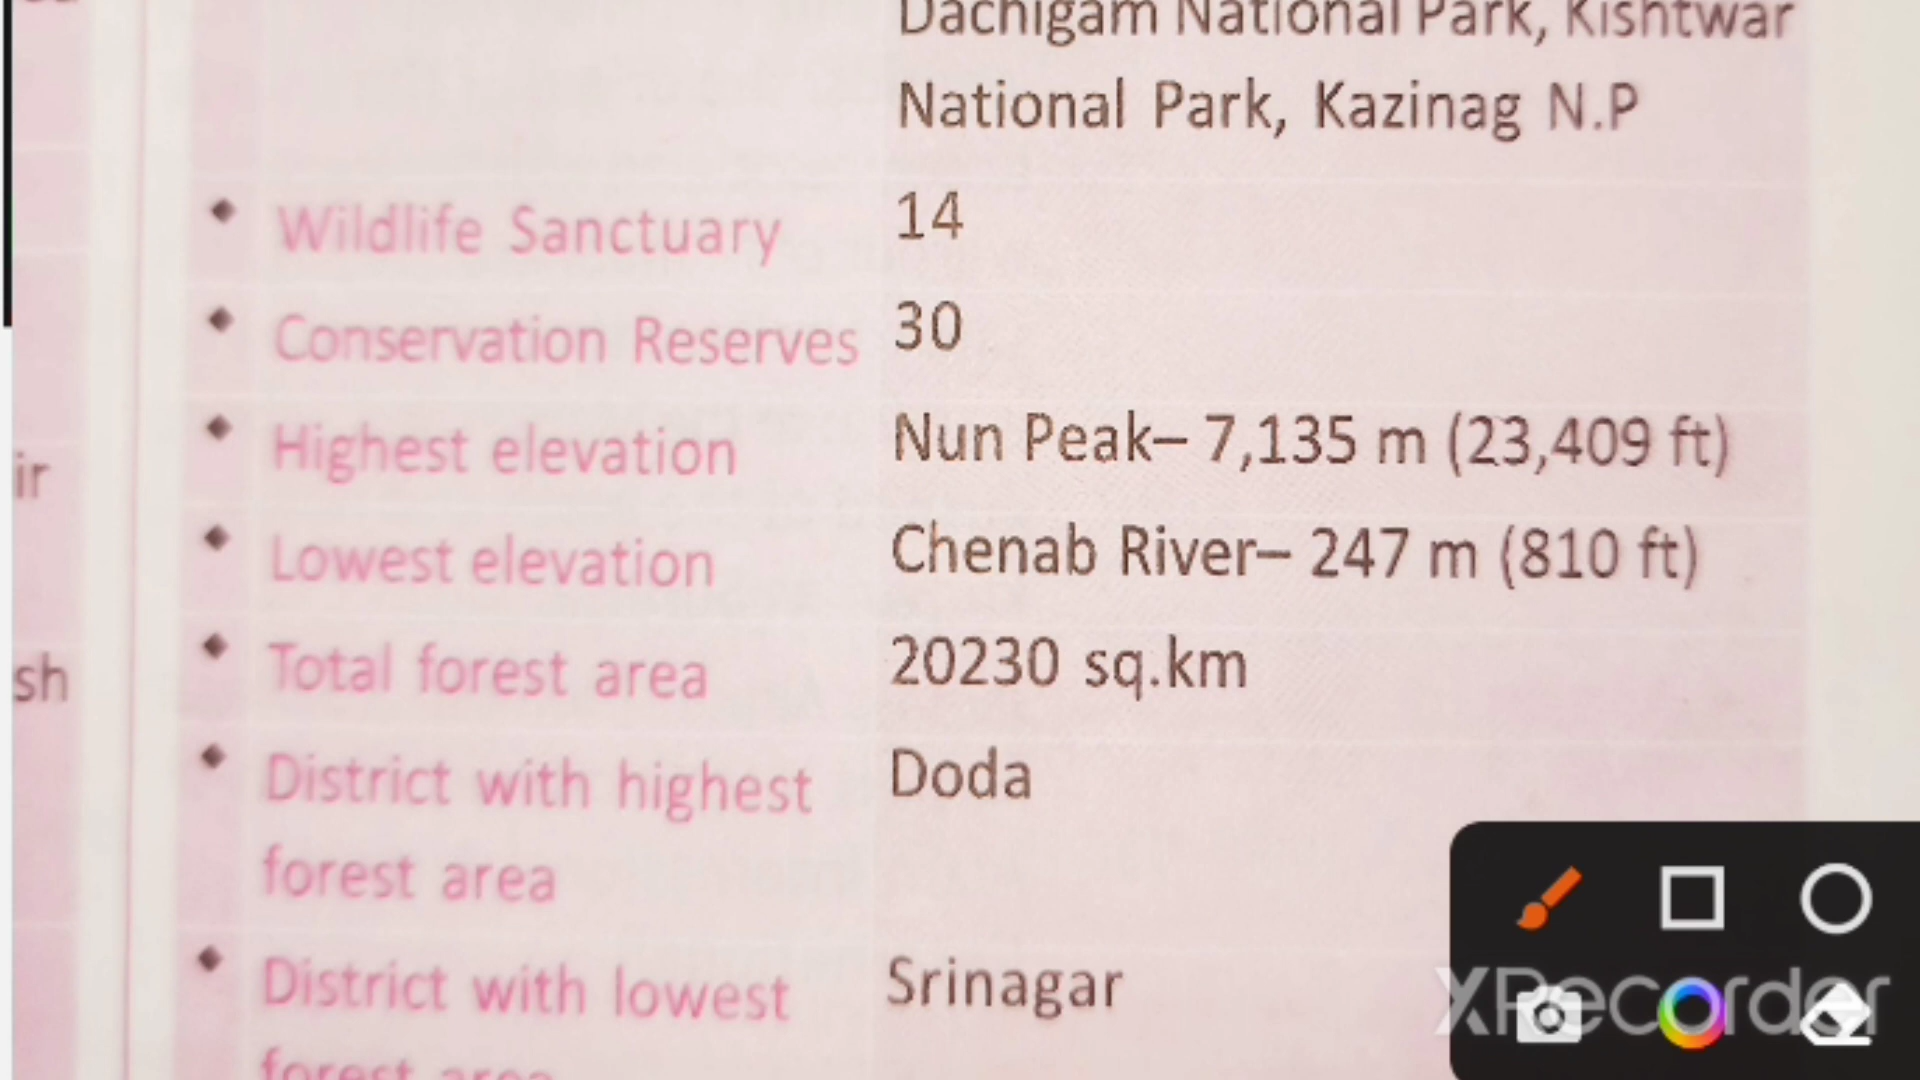 Dachigam National Park, Kishtwar
National Park, Kazinag N.P
Wildlife Sanctuary 14
Conservation Reserves 30
Highest elevation Nun Peak– 7,135 m (23,409 ft)
ir
Lowest elevation Chenab River– 247 m (810 ft)
Total forest area 20230 sq.km
sh
District with highest Doda
forest area
District with lowest Srinagar
forest area
XRecorder